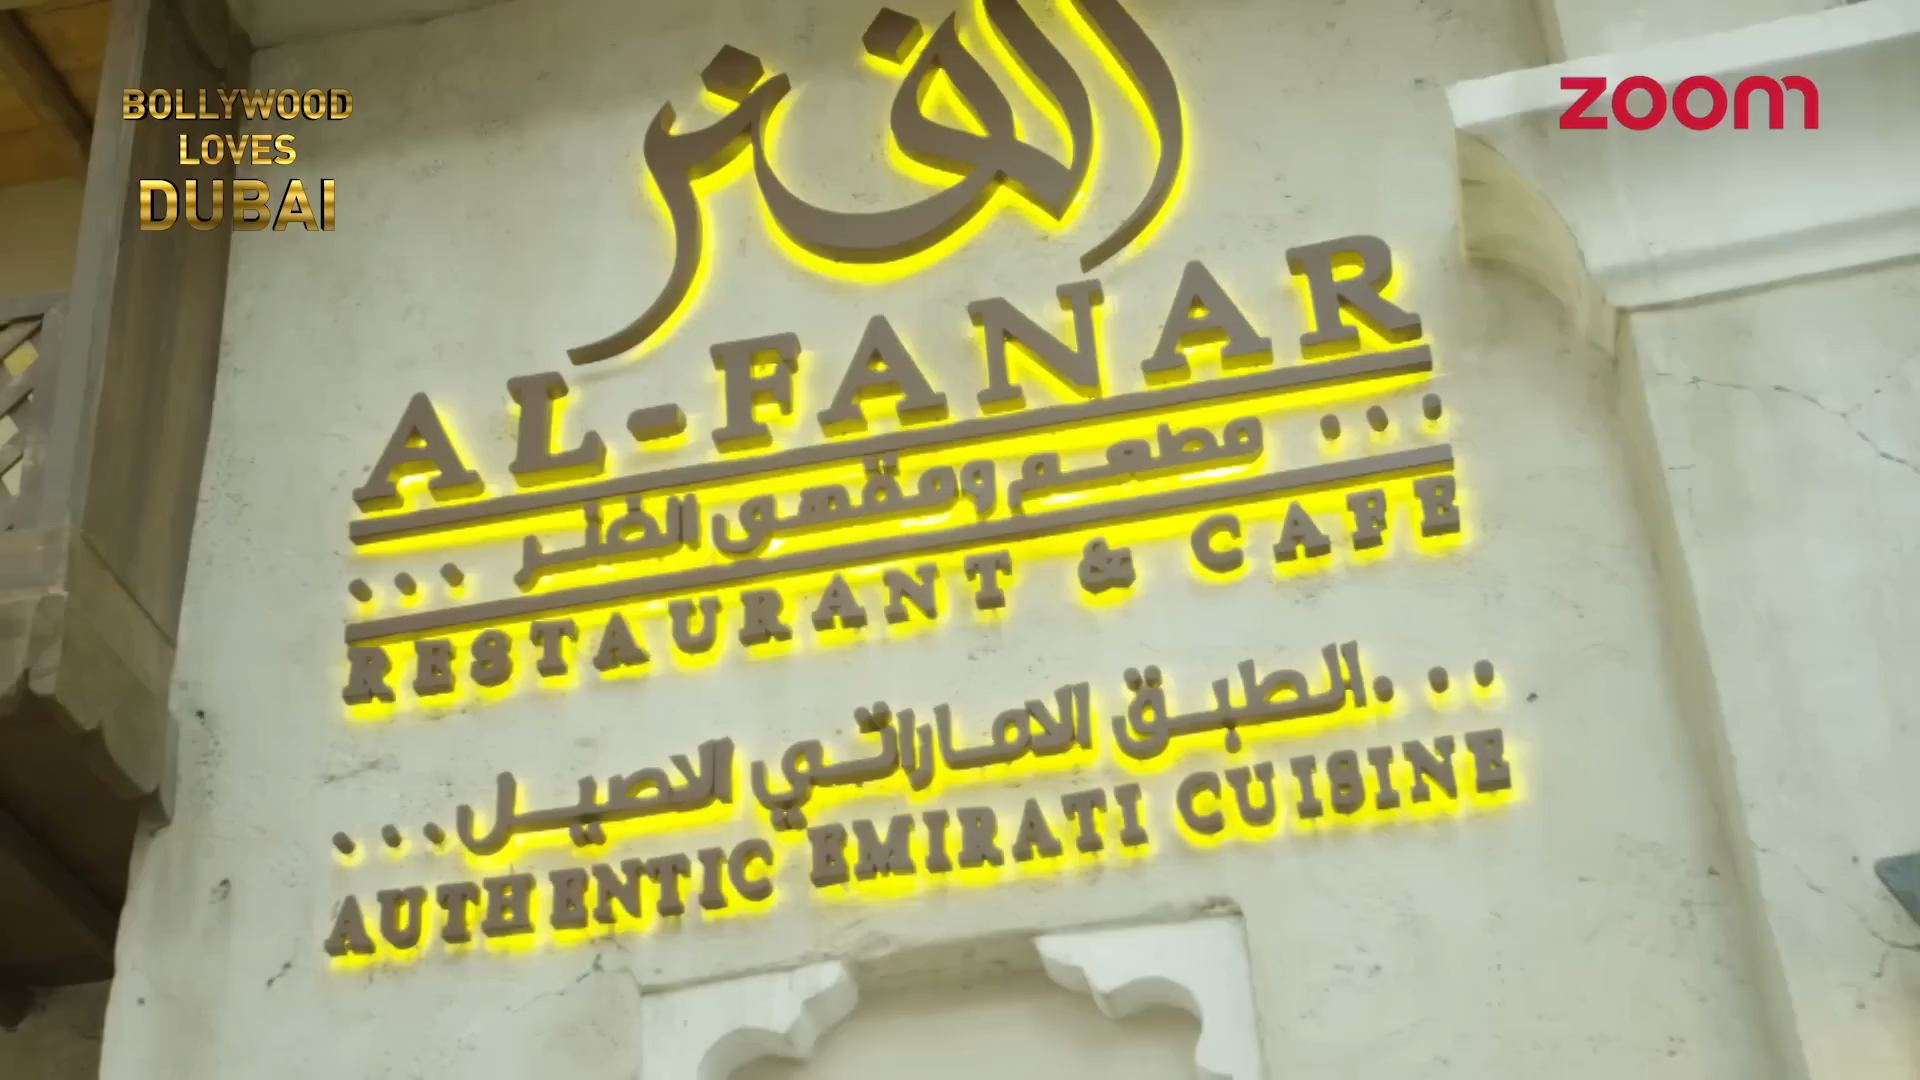 BOLLYWOOD
LOVES
DUBAI
zoom
الفنر
AL-FANAR
... مطعم ومقهى الفنر ...
RESTAURANT & CAFE
...الطبق الاماراتي الاصيل...
AUTHENTIC EMIRATI CUISINE